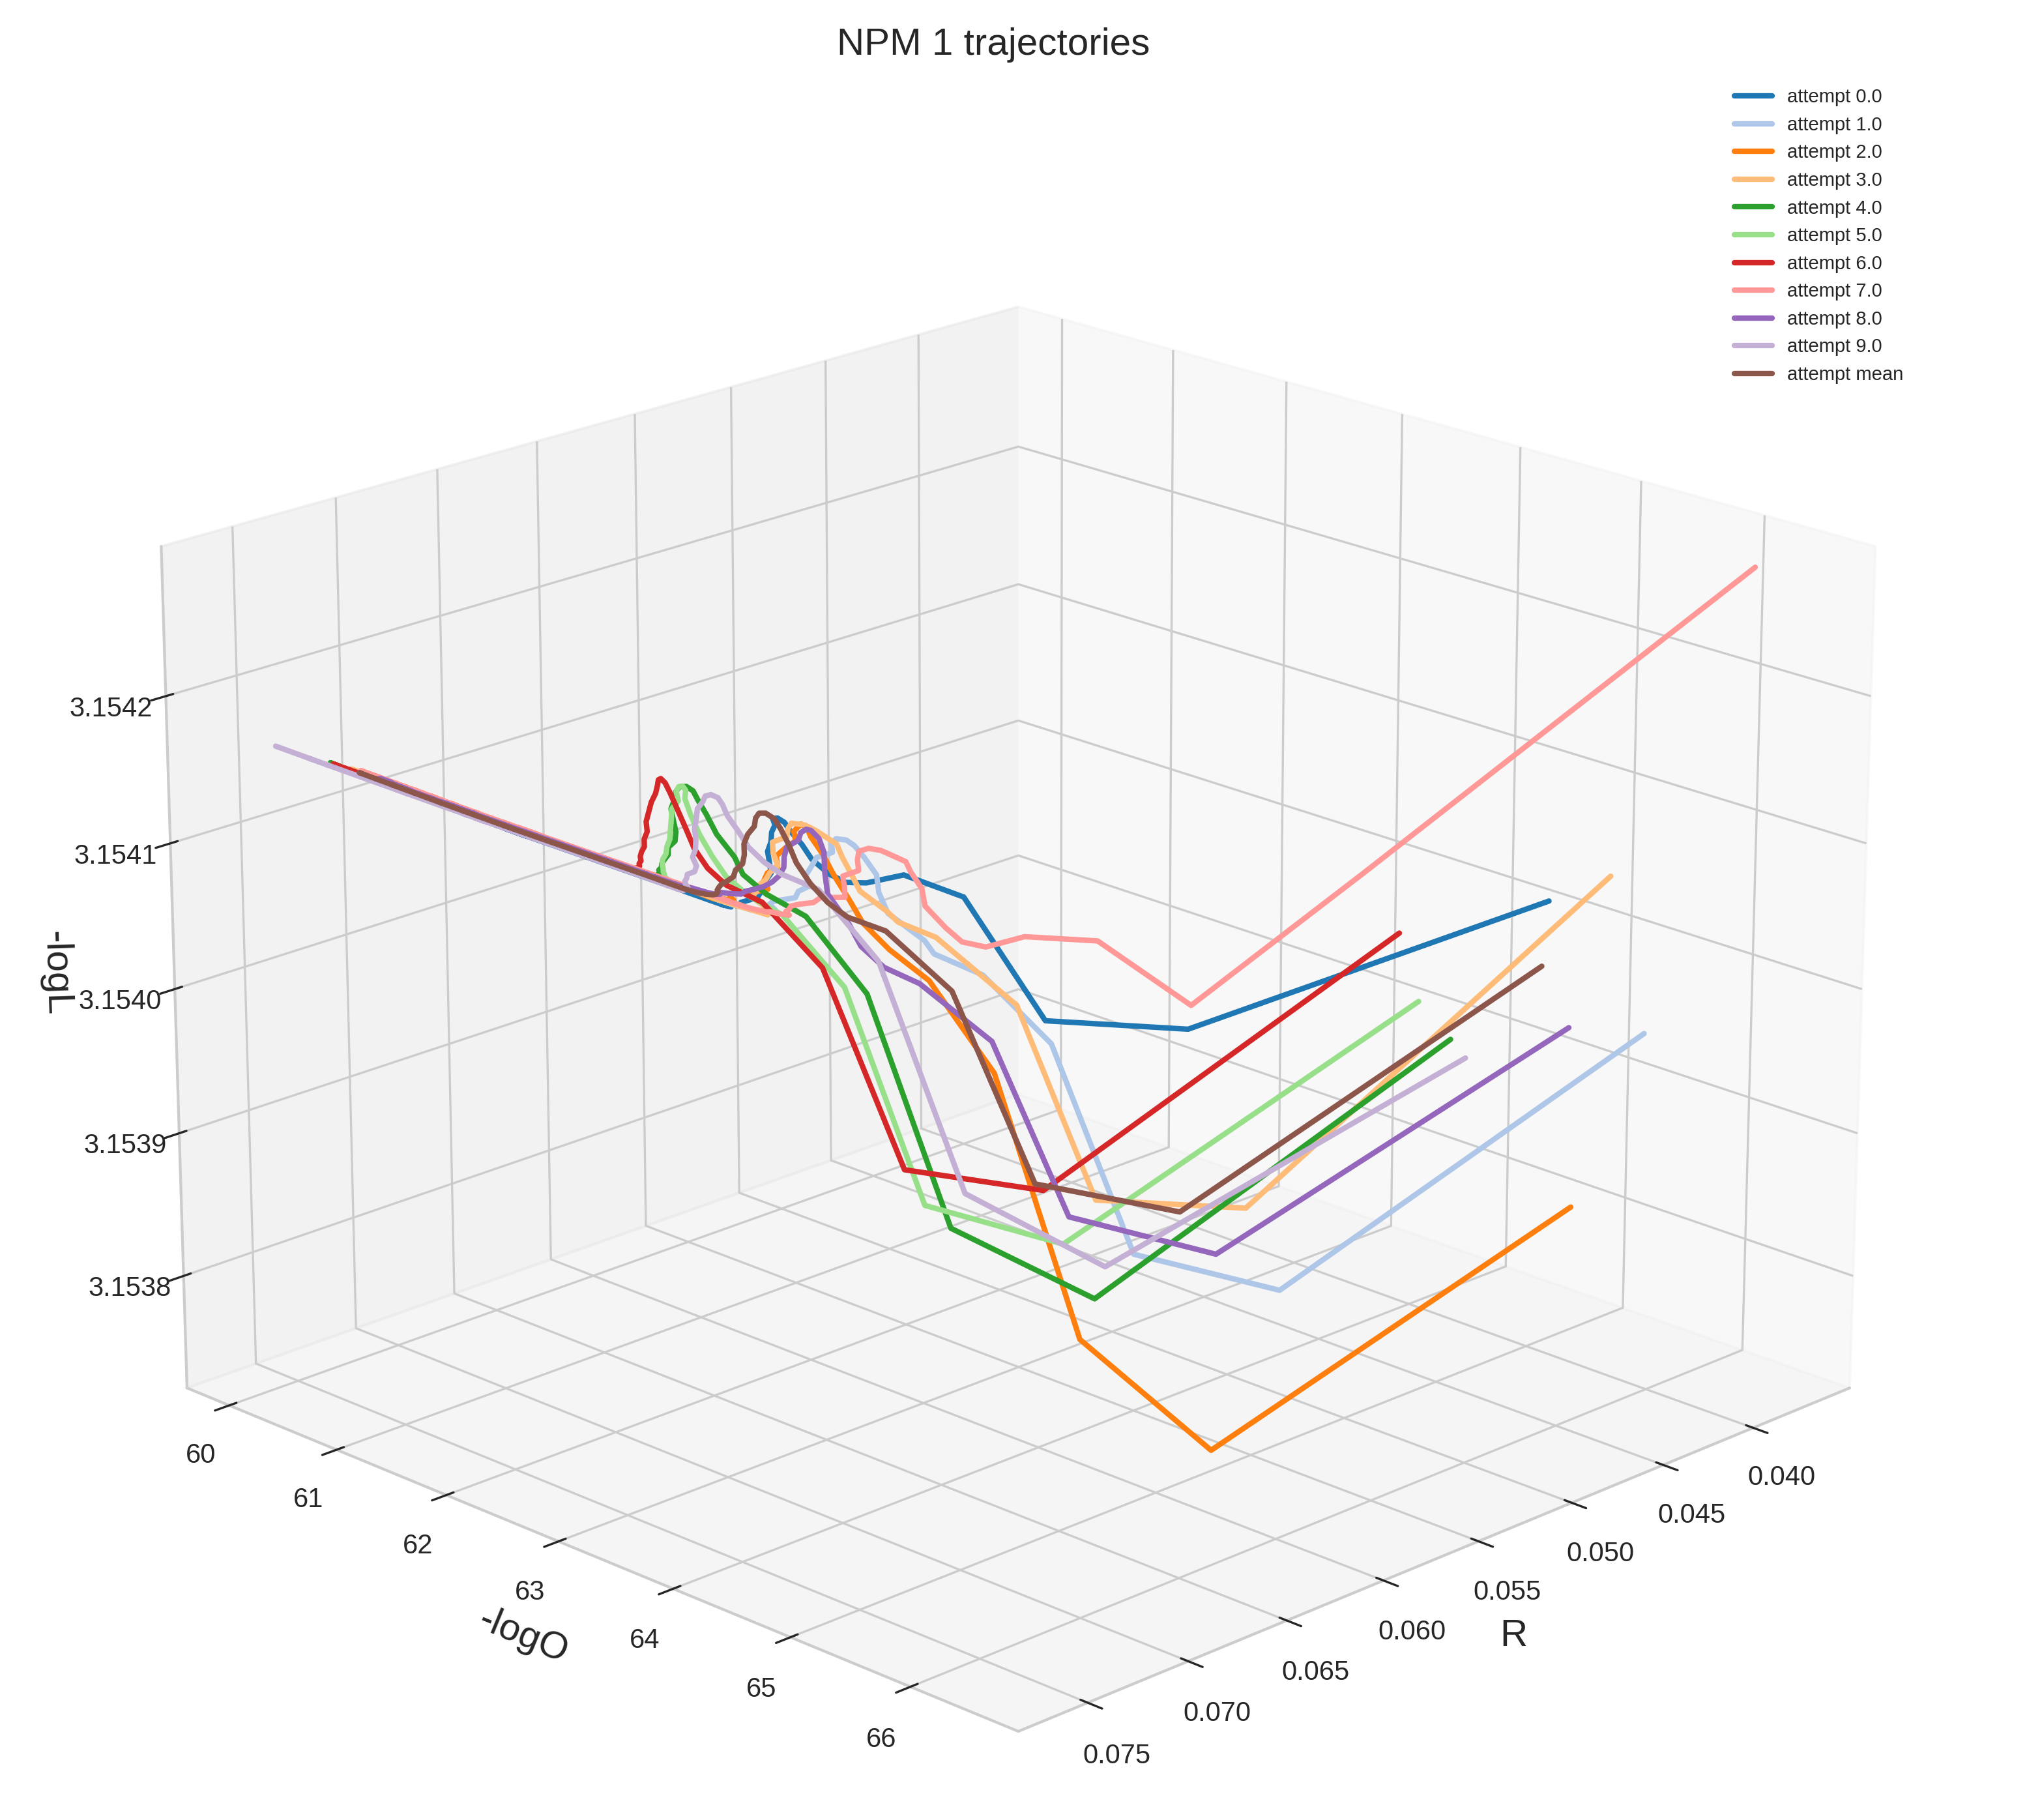 NPM 1 trajectories
attempt 0.0
attempt 1.0
attempt 2.0
attempt 3.0
attempt 4.0
attempt 5.0
attempt 6.0
attempt 7.0
attempt 8.0
attempt 9.0
attempt mean
3.1542
3.1541
3.1540
3.1539
3.1538
-logL
60
61
62
63
64
65
66
-logO
0.040
0.045
0.050
0.055
0.060
0.065
0.070
0.075
R